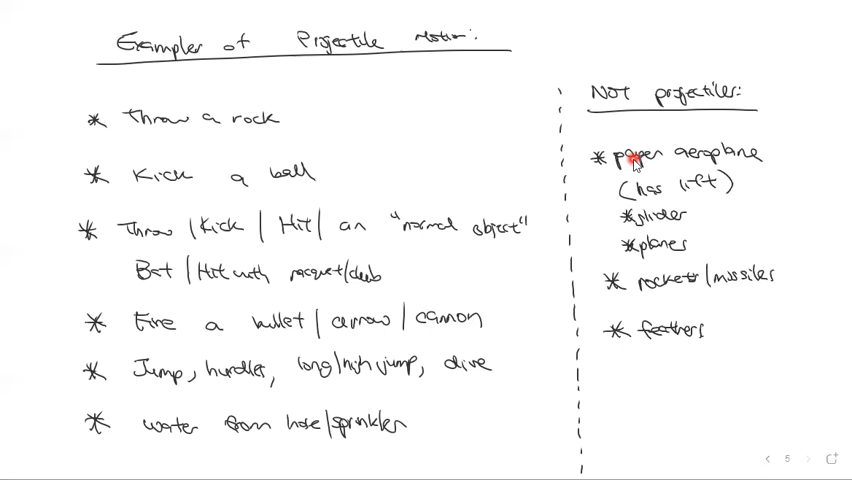 Examples of Projectile motion:
* Throw a rock
* Kick a ball
* Throw | Kick | Hit | an "normal object"
Bat | Hit with racquet/club
* Fire a bullet | arrow | cannon
* Jump, hurdles, long/high jump, dive
* water from hose/sprinkler
NOT projectiles:
* paper aeroplane
(has lift)
* glider
* planes
* rockets/missiles
* feathers
5